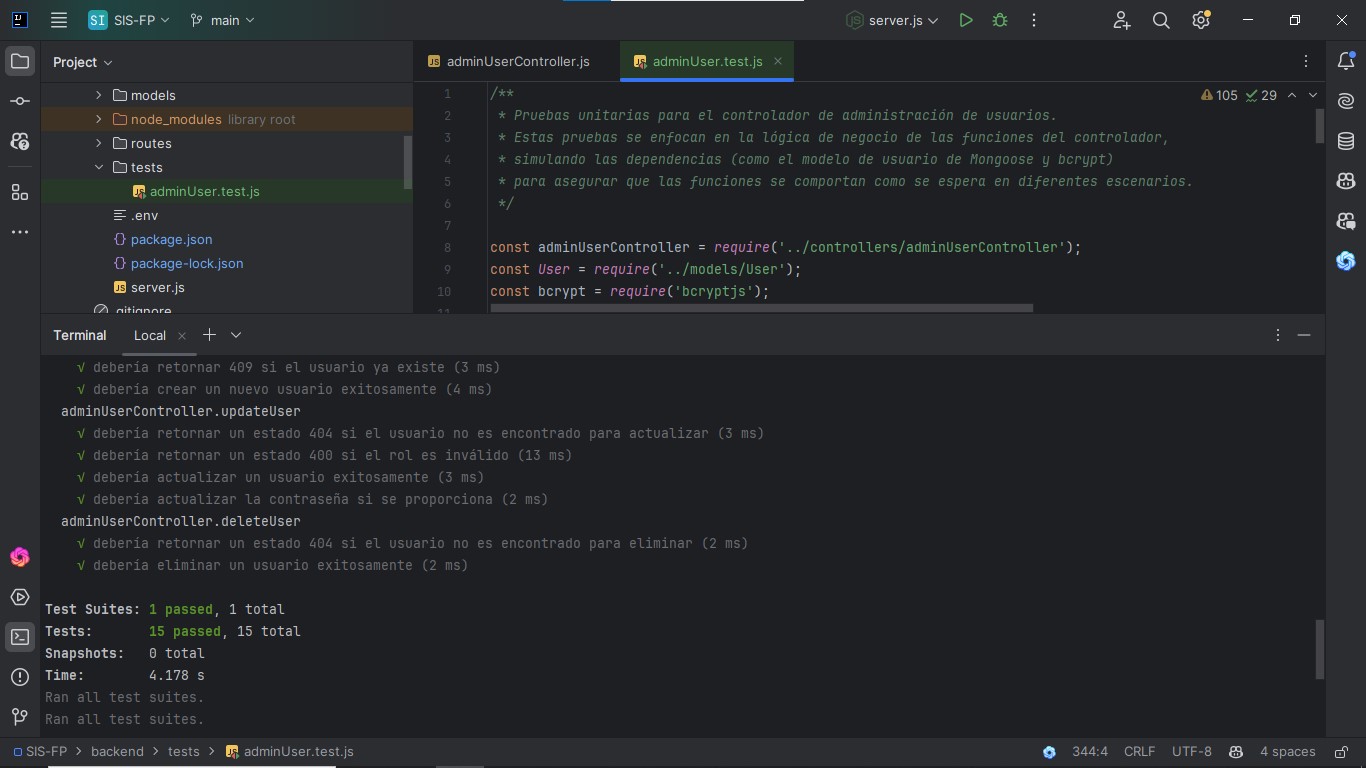 SI SIS-FP main server.js
Project
models
node_modules library root
routes
tests
adminUser.test.js
.env
package.json
package-lock.json
server.js
.gitignore
adminUserController.js adminUser.test.js
105 29
1 /**
2 * Pruebas unitarias para el controlador de administración de usuarios.
3 * Estas pruebas se enfocan en la lógica de negocio de las funciones del controlador,
4 * simulando las dependencias (como el modelo de usuario de Mongoose y bcrypt)
5 * para asegurar que las funciones se comportan como se espera en diferentes escenarios.
6 */
7
8 const adminUserController = require('../controllers/adminUserController');
9 const User = require('../models/User');
10 const bcrypt = require('bcryptjs');
11
Terminal Local
√ debería retornar 409 si el usuario ya existe (3 ms)
√ debería crear un nuevo usuario exitosamente (4 ms)
adminUserController.updateUser
√ debería retornar un estado 404 si el usuario no es encontrado para actualizar (3 ms)
√ debería retornar un estado 400 si el rol es inválido (13 ms)
√ debería actualizar un usuario exitosamente (3 ms)
√ debería actualizar la contraseña si se proporciona (2 ms)
adminUserController.deleteUser
√ debería retornar un estado 404 si el usuario no es encontrado para eliminar (2 ms)
√ debería eliminar un usuario exitosamente (2 ms)
Test Suites: 1 passed, 1 total
Tests: 15 passed, 15 total
Snapshots: 0 total
Time: 4.178 s
Ran all test suites.
Ran all test suites.
SIS-FP > backend > tests > adminUser.test.js 344:4 CRLF UTF-8 4 spaces